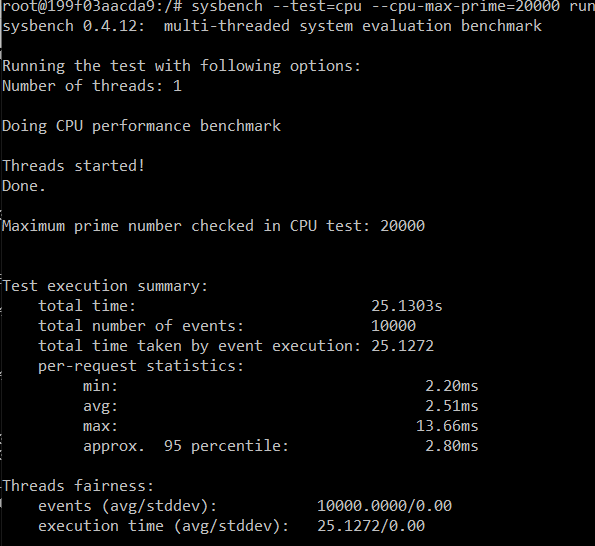 root@199f03aacda9:/# sysbench --test=cpu --cpu-max-prime=20000 run
sysbench 0.4.12:  multi-threaded system evaluation benchmark
Running the test with following options:
Number of threads: 1
Doing CPU performance benchmark
Threads started!
Done.
Maximum prime number checked in CPU test: 20000
Test execution summary:
    total time:                          25.1303s
    total number of events:              10000
    total time taken by event execution: 25.1272
    per-request statistics:
         min:                                  2.20ms
         avg:                                  2.51ms
         max:                                 13.66ms
         approx.  95 percentile:               2.80ms
Threads fairness:
    events (avg/stddev):           10000.0000/0.00
    execution time (avg/stddev):   25.1272/0.00